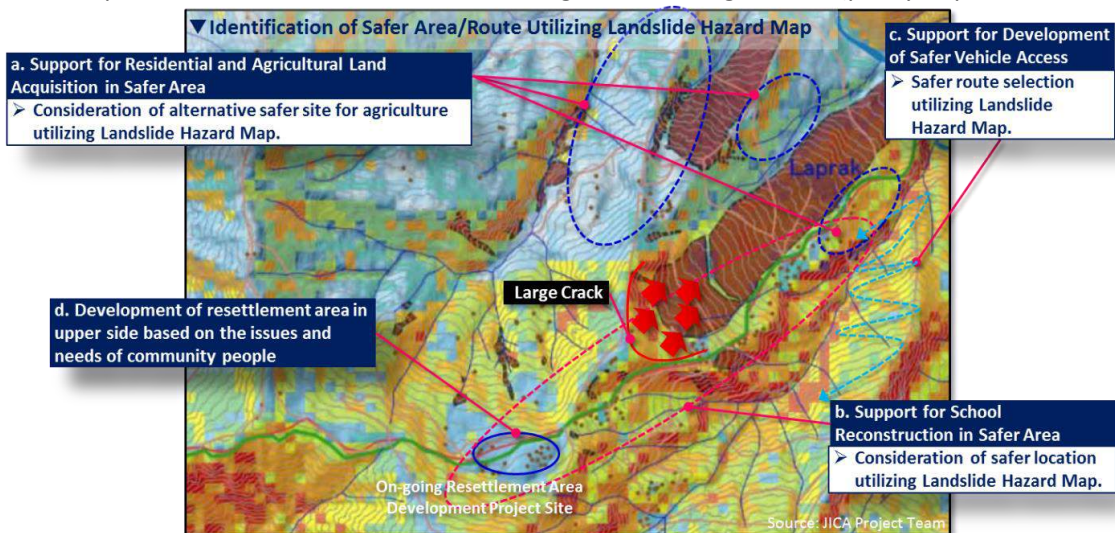 ▼Identification of Safer Area/Route Utilizing Landslide Hazard Map
a. Support for Residential and Agricultural Land
Acquisition in Safer Area
➢ Consideration of alternative safer site for agriculture
utilizing Landslide Hazard Map.
c. Support for Development
of Safer Vehicle Access
➢ Safer route selection
utilizing Landslide
Hazard Map.
Laprak
Large Crack
d. Development of resettlement area in
upper side based on the issues and
needs of community people
b. Support for School
Reconstruction in Safer Area
➢ Consideration of safer location
utilizing Landslide Hazard Map.
On-going Resettlement Area
Development Project Site
Source: JICA Project Team